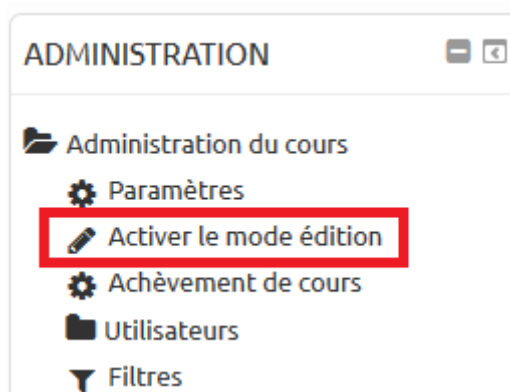 ADMINISTRATION
Administration du cours
Paramètres
Activer le mode édition
Achèvement de cours
Utilisateurs
Filtres